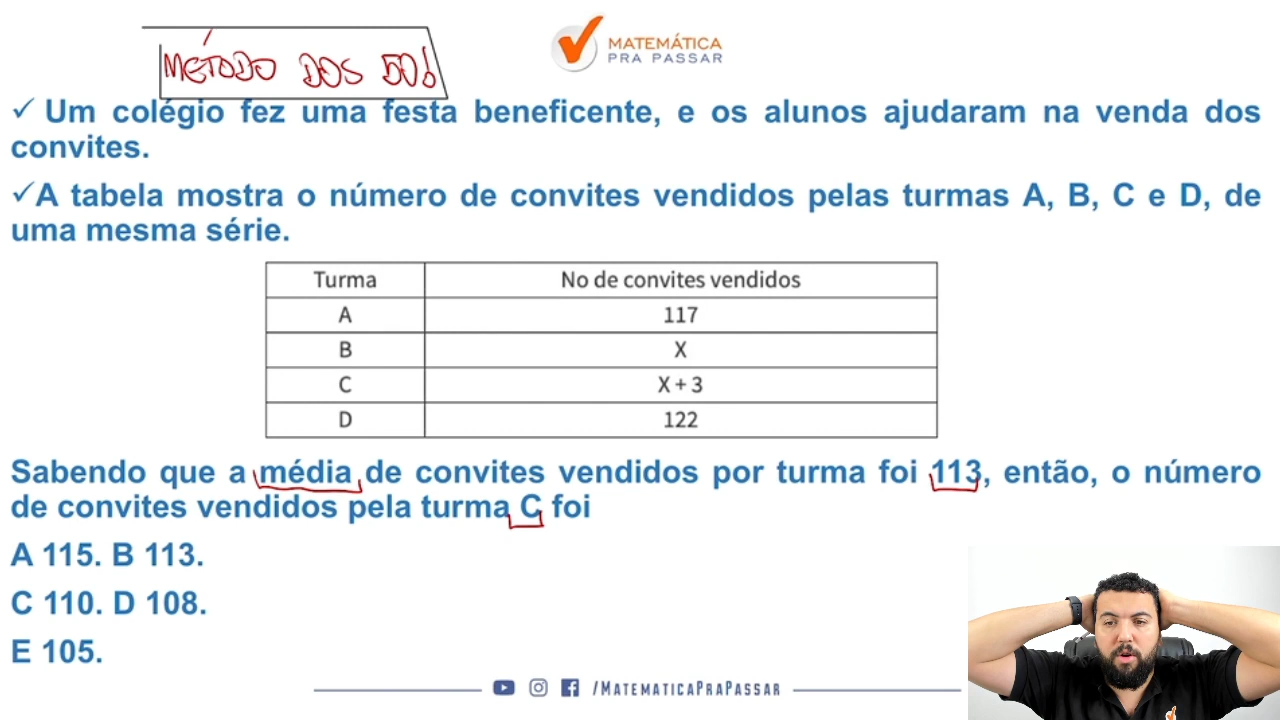 MÉTODO DOS 50%
MATEMÁTICA
PRA PASSAR
✓ Um colégio fez uma festa beneficente, e os alunos ajudaram na venda dos
convites.
✓A tabela mostra o número de convites vendidos pelas turmas A, B, C e D, de
uma mesma série.
Turma No de convites vendidos
A 117
B X
C X + 3
D 122
Sabendo que a média de convites vendidos por turma foi 113, então, o número
de convites vendidos pela turma C foi
A 115. B 113.
C 110. D 108.
E 105.
/MATEMATICAPRAPASSAR